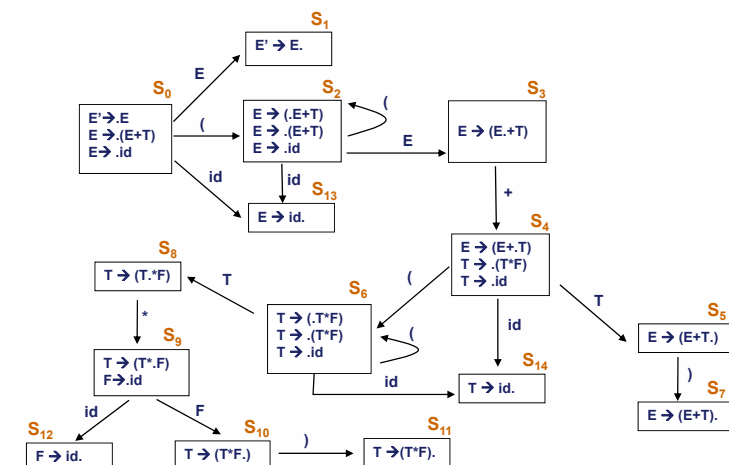 S1
E' → E.
E
S0
S2
S3
E'→.E
E →.(E+T)
E→ .id
(
E → (.E+T)
E → .(E+T)
E → .id
(
E
E → (E.+T)
id
id
S13
E → id.
+
S4
E → (E+.T)
T → .(T*F)
T → .id
S8
T → (T.*F)
T
S6
(
T → (.T*F)
T → .(T*F)
T → .id
(
id
T
S5
E → (E+T.)
*
S9
T → (T*.F)
F→.id
id
S14
T → id.
)
S7
E → (E+T).
id
F
S12
F → id.
S10
T → (T*F.)
)
S11
T →(T*F).